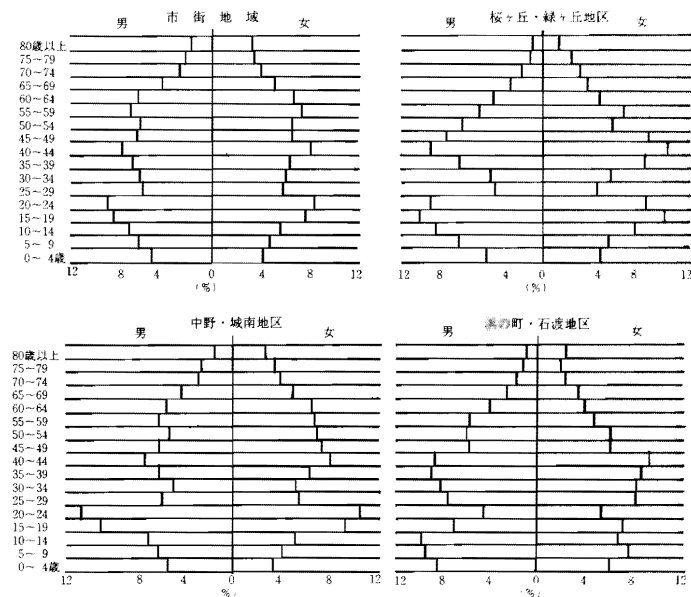 市街地域
男 女
80歳以上
75～79
70～74
65～69
60～64
55～59
50～54
45～49
40～44
35～39
30～34
25～29
20～24
15～19
10～14
5～ 9
0～ 4歳
12 8 4 0 4 8 12
(%)
桜ヶ丘・緑ヶ丘地区
男 女
12 8 4 0 4 8 12
(%)
中野・城南地区
男 女
80歳以上
75～79
70～74
65～69
60～64
55～59
50～54
45～49
40～44
35～39
30～34
25～29
20～24
15～19
10～14
5～ 9
0～ 4歳
12 8 4 0 4 8 12
(%)
の町・石渡地区
男 女
12 8 4 0 4 8 12
(%)